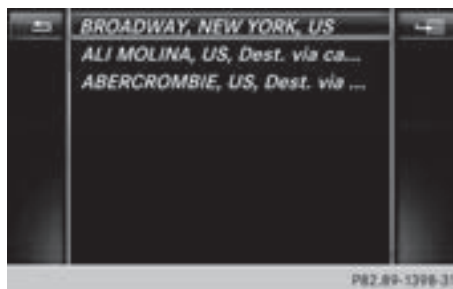 BROADWAY, NEW YORK, US
ALI MOLINA, US, Dest. via ca...
ABERCROMBIE, US, Dest. via ...
P82.89-1398-31